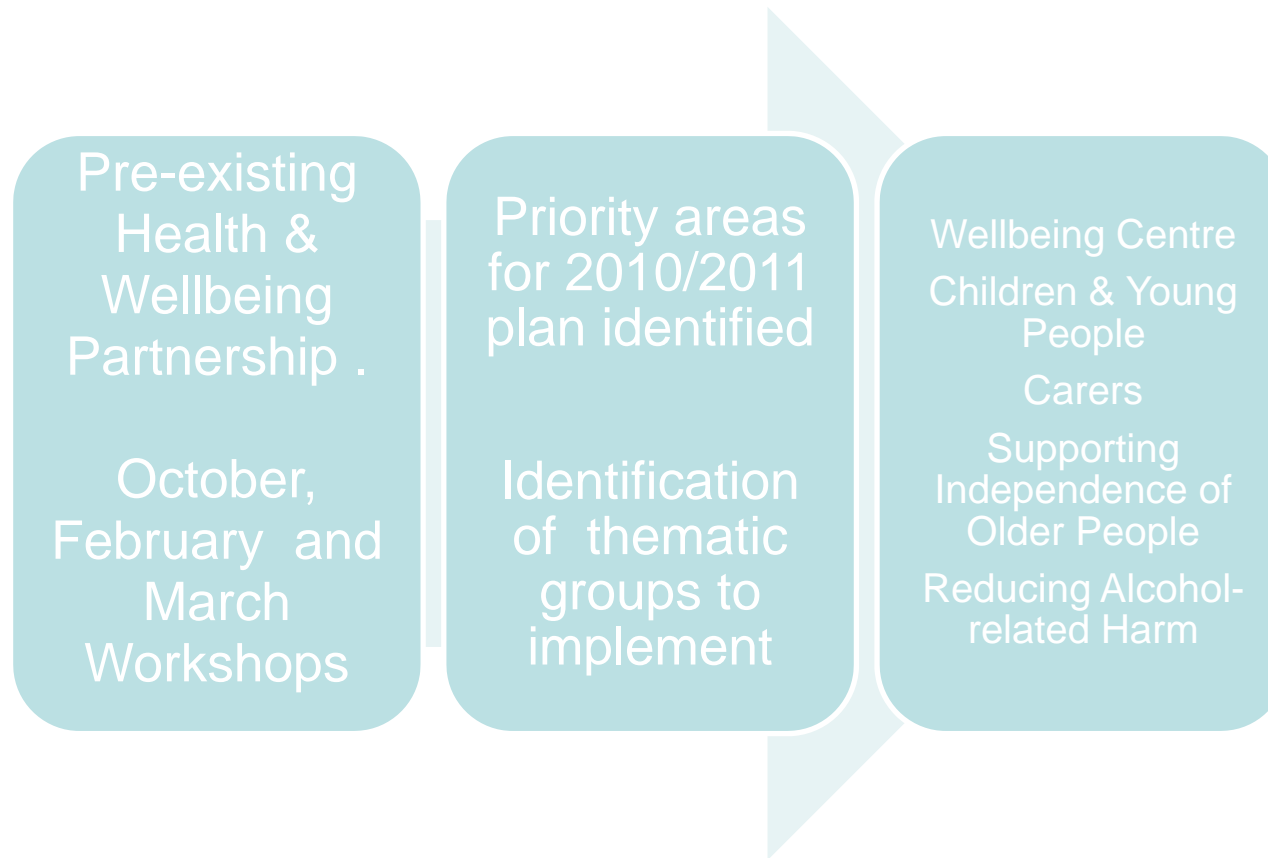 Pre-existing
Health &
Wellbeing
Partnership .
October,
February and
March
Workshops
Priority areas
for 2010/2011
plan identified
Identification
of thematic
groups to
implement
Wellbeing Centre
Children & Young
People
Carers
Supporting
Independence of
Older People
Reducing Alcohol-
related Harm